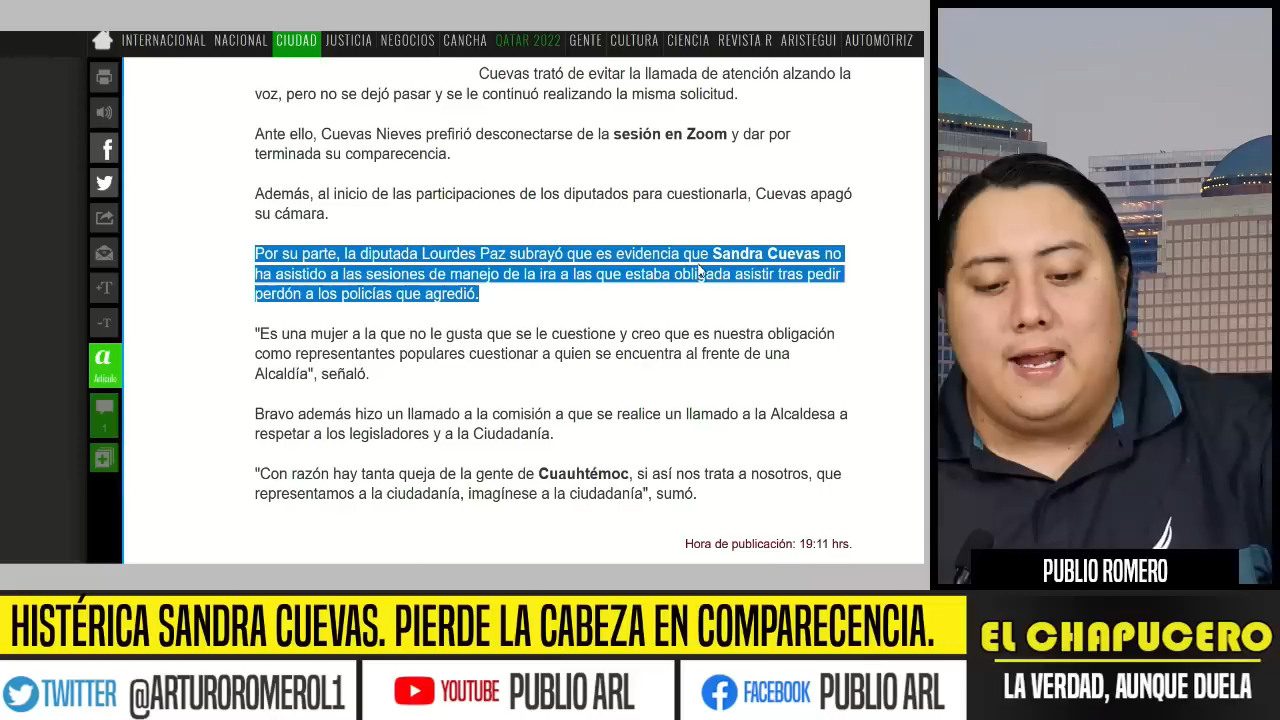 INTERNACIONAL NACIONAL CIUDAD JUSTICIA NEGOCIOS CANCHA QATAR 2022 GENTE CULTURA CIENCIA REVISTA R ARISTEGUI AUTOMOTRIZ
Cuevas trató de evitar la llamada de atención alzando la
voz, pero no se dejó pasar y se le continuó realizando la misma solicitud.
Ante ello, Cuevas Nieves prefirió desconectarse de la sesión en Zoom y dar por
terminada su comparecencia.
Además, al inicio de las participaciones de los diputados para cuestionarla, Cuevas apagó
su cámara.
Por su parte, la diputada Lourdes Paz subrayó que es evidencia que Sandra Cuevas no
ha asistido a las sesiones de manejo de la ira a las que estaba obligada asistir tras pedir
perdón a los policías que agredió.
"Es una mujer a la que no le gusta que se le cuestione y creo que es nuestra obligación
como representantes populares cuestionar a quien se encuentra al frente de una
Alcaldía", señaló.
Bravo además hizo un llamado a la comisión a que se realice un llamado a la Alcaldesa a
respetar a los legisladores y a la Ciudadanía.
"Con razón hay tanta queja de la gente de Cuauhtémoc, si así nos trata a nosotros, que
representamos a la ciudadanía, imagínese a la ciudadanía", sumó.
Hora de publicación: 19:11 hrs.
+T
-T
a
Artículo
1
PUBLIO ROMERO
HISTÉRICA SANDRA CUEVAS. PIERDE LA CABEZA EN COMPARECENCIA.
EL CHAPUCERO
LA VERDAD, AUNQUE DUELA
TWITTER @ARTUROROMEROL1
YOUTUBE PUBLIO ARL
FACEBOOK PUBLIO ARL